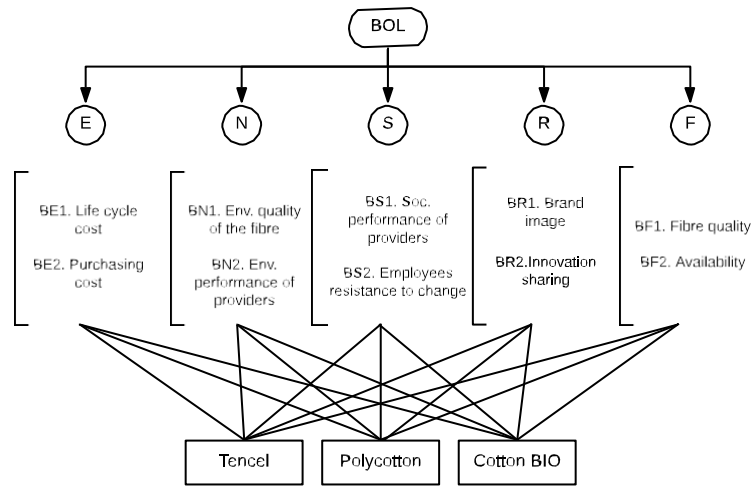 BOL
E
N
S
R
F
BE1. Life cycle
cost
BE2. Purchasing
cost
BN1. Env. quality
of the fibre
BN2. Env.
performance of
providers
BS1. Soc.
performance of
providers
BS2. Employees
resistance to change
BR1. Brand
image
BR2.Innovation
sharing
BF1. Fibre quality
BF2. Availability
Tencel
Polycotton
Cotton BIO